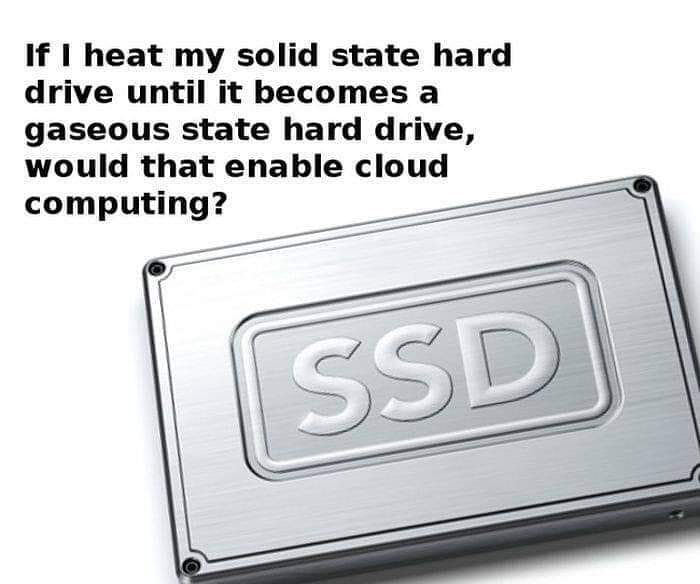 If I heat my solid state hard
drive until it becomes a
gaseous state hard drive,
would that enable cloud
computing?
SSD